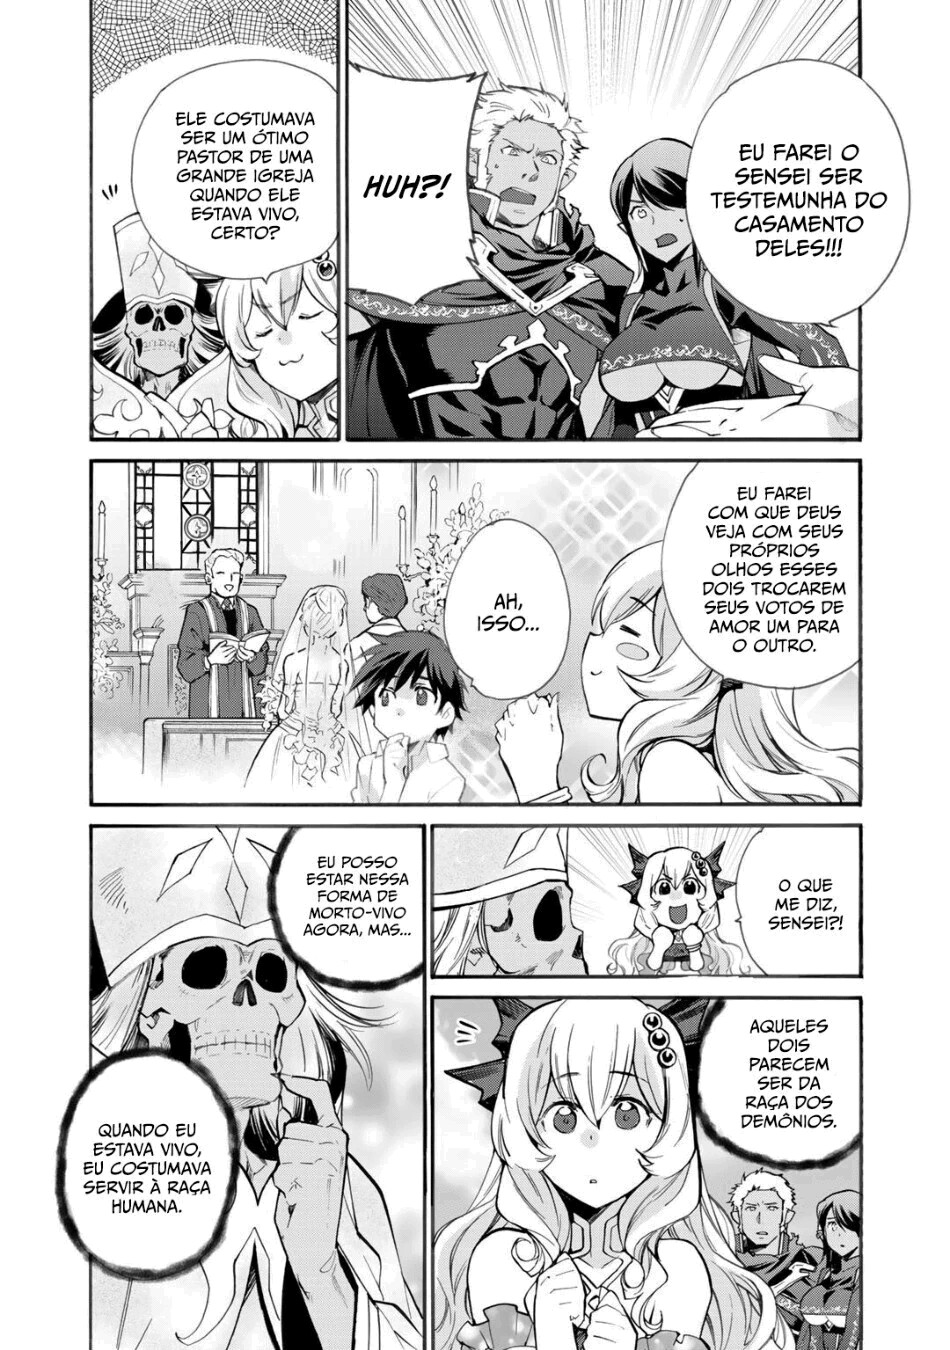 EU FAREI O
SENSEI SER
TESTEMUNHA DO
CASAMENTO
DELES!!!
HUH?!
ELE COSTUMAVA
SER UM ÓTIMO
PASTOR DE UMA
GRANDE IGREJA
QUANDO ELE
ESTAVA VIVO,
CERTO?
EU FAREI
COM QUE DEUS
VEJA COM SEUS
PRÓPRIOS
OLHOS ESSES
DOIS TROCAREM
SEUS VOTOS DE
AMOR UM PARA
O OUTRO.
AH,
ISSO...
O QUE
ME DIZ,
SENSEI?!
EU POSSO
ESTAR NESSA
FORMA DE
MORTO-VIVO
AGORA, MAS...
QUANDO EU
ESTAVA VIVO,
EU COSTUMAVA
SERVIR À RAÇA
HUMANA.
AQUELES
DOIS
PARECEM
SER DA
RAÇA DOS
DEMÔNIOS.